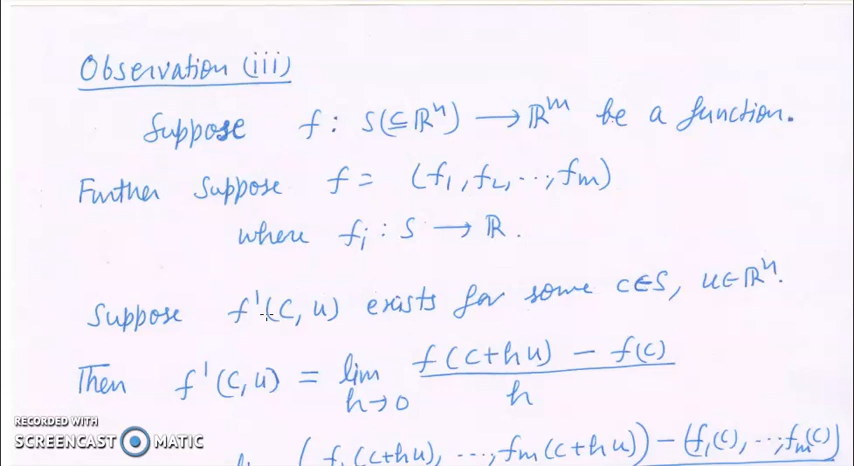 Observation (iii)
Suppose f : S(⊆ℝⁿ) ⟶ ℝᵐ be a function.
Further suppose f = (f₁, f₂, ..., fₘ)
where fᵢ : S ⟶ ℝ.
Suppose f'(c, u) exists for some c∈S, u∈ℝⁿ.
Then f'(c, u) = lim h→0 f(c+hu) − f(c) / h
(f₁(c+hu), ..., fₘ(c+hu)) − (f₁(c), ..., fₘ(c))
RECORDED WITH
SCREENCAST MATIC